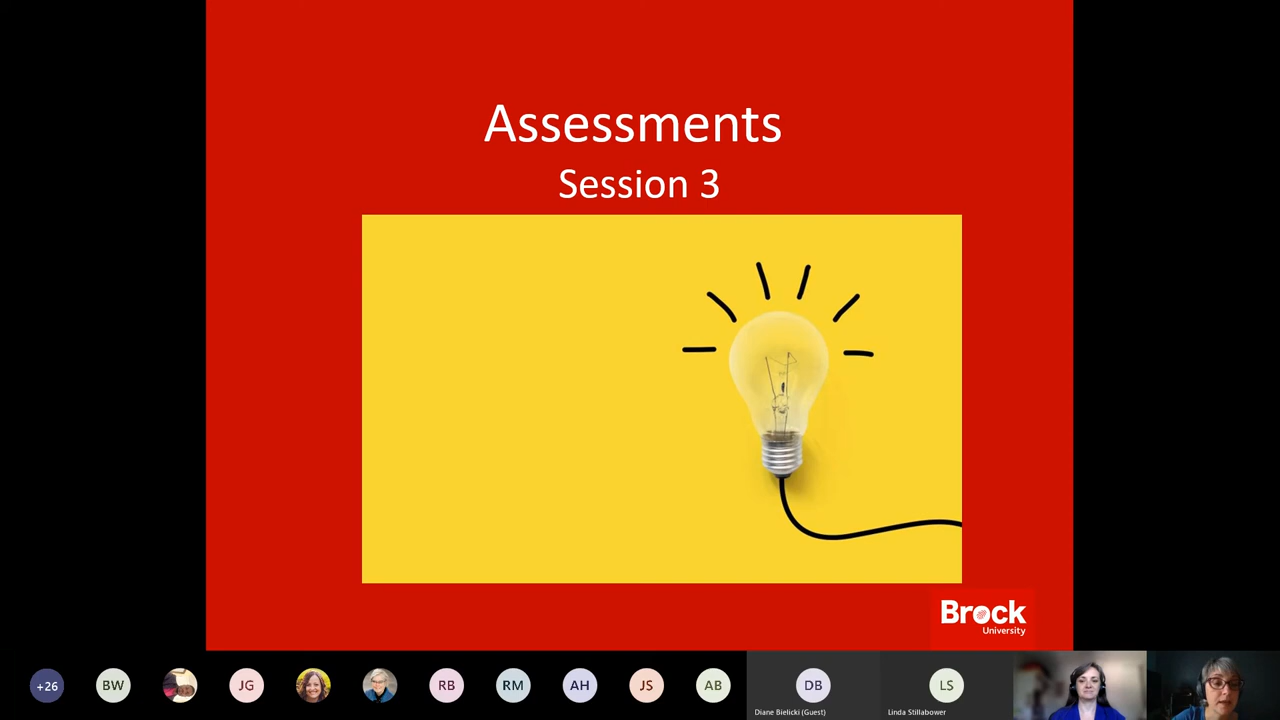 Assessments
Session 3
Brock
University
+26
BW
JG
RB
RM
AH
JS
AB
DB
LS
Diane Bielicki (Guest)
Linda Stillabower